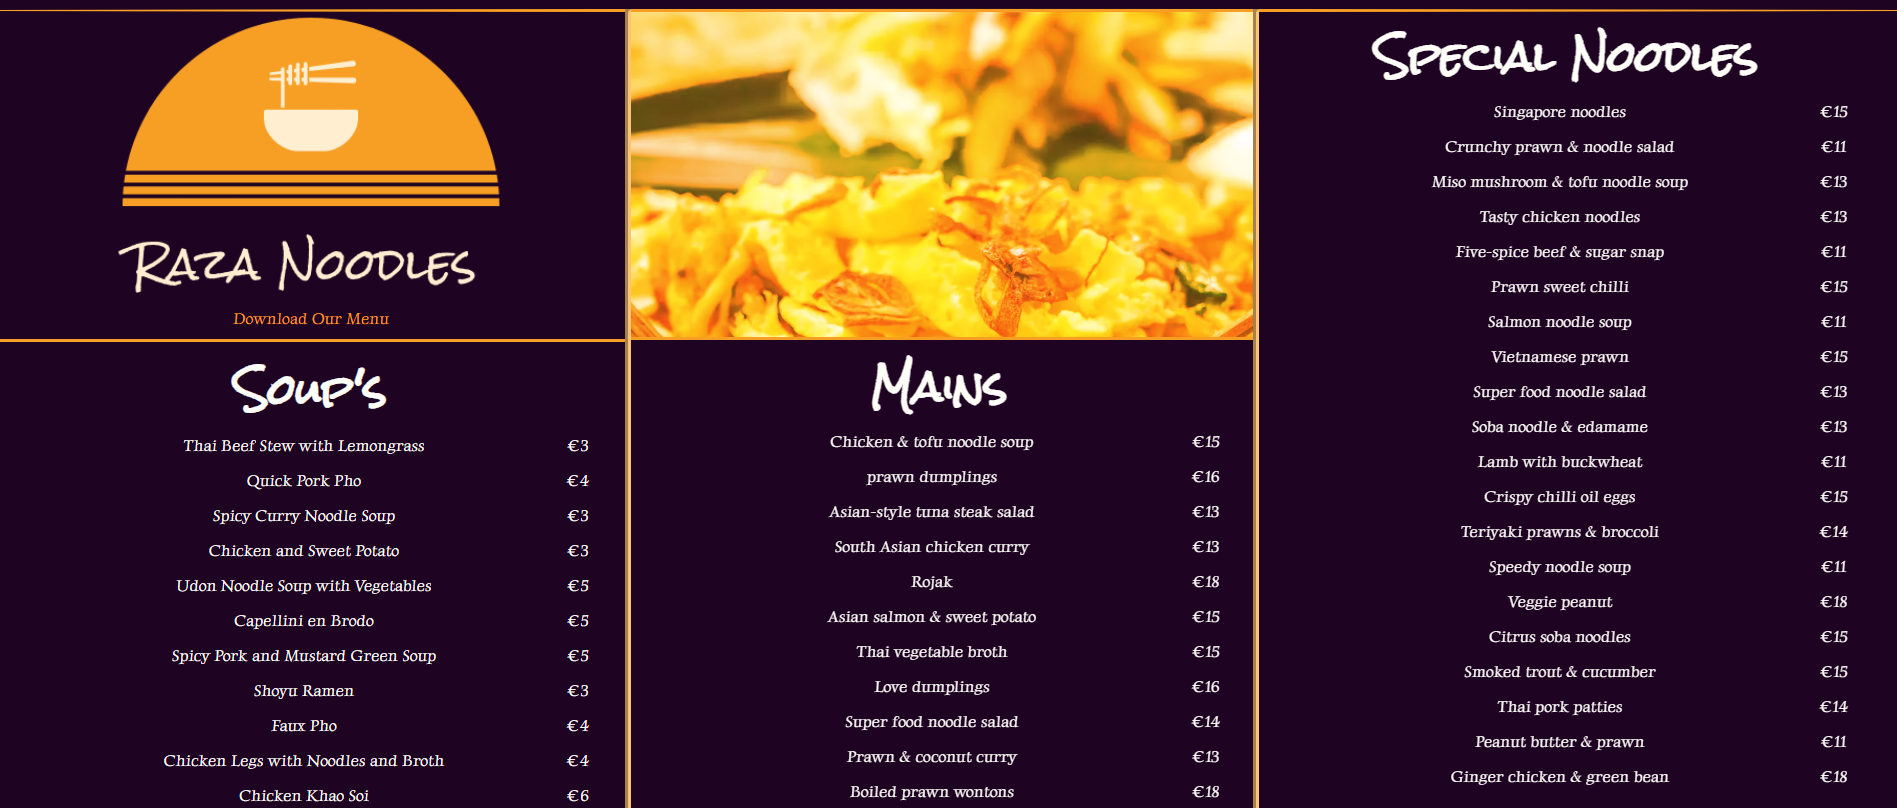 RAZA NOODLES
Download Our Menu
SOUP'S
Thai Beef Stew with Lemongrass €3
Quick Pork Pho €4
Spicy Curry Noodle Soup €3
Chicken and Sweet Potato €3
Udon Noodle Soup with Vegetables €5
Capellini en Brodo €5
Spicy Pork and Mustard Green Soup €5
Shoyu Ramen €3
Faux Pho €4
Chicken Legs with Noodles and Broth €4
Chicken Khao Soi €6
MAINS
Chicken & tofu noodle soup €15
prawn dumplings €16
Asian-style tuna steak salad €13
South Asian chicken curry €13
Rojak €18
Asian salmon & sweet potato €15
Thai vegetable broth €15
Love dumplings €16
Super food noodle salad €14
Prawn & coconut curry €13
Boiled prawn wontons €18
SPECIAL NOODLES
Singapore noodles €15
Crunchy prawn & noodle salad €11
Miso mushroom & tofu noodle soup €13
Tasty chicken noodles €13
Five-spice beef & sugar snap €11
Prawn sweet chilli €15
Salmon noodle soup €11
Vietnamese prawn €15
Super food noodle salad €13
Soba noodle & edamame €13
Lamb with buckwheat €11
Crispy chilli oil eggs €15
Teriyaki prawns & broccoli €14
Speedy noodle soup €11
Veggie peanut €18
Citrus soba noodles €15
Smoked trout & cucumber €15
Thai pork patties €14
Peanut butter & prawn €11
Ginger chicken & green bean €18